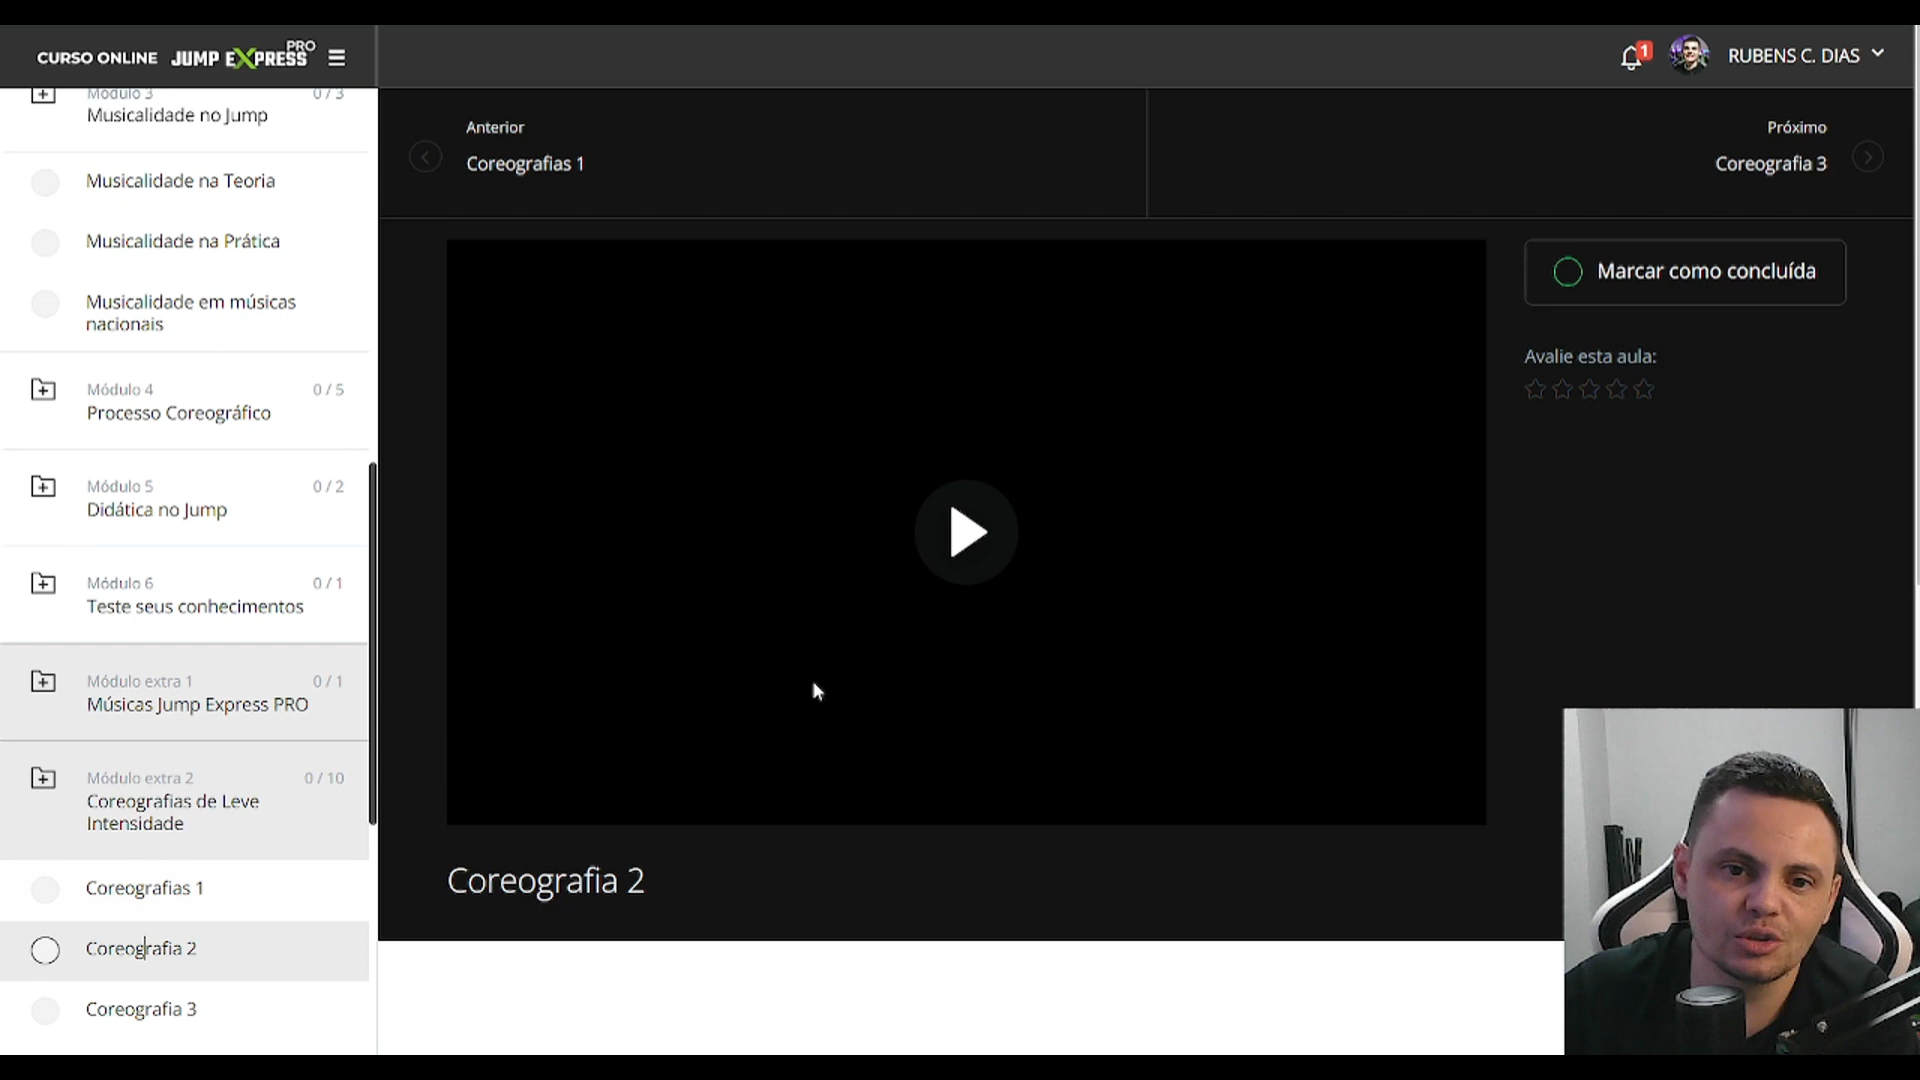 CURSO ONLINE JUMP EXPRESS PRO
1
RUBENS C. DIAS
Módulo 3
0 / 3
Musicalidade no Jump
Musicalidade na Teoria
Musicalidade na Prática
Musicalidade em músicas
nacionais
Módulo 4
0 / 5
Processo Coreográfico
Módulo 5
0 / 2
Didática no Jump
Módulo 6
0 / 1
Teste seus conhecimentos
Módulo extra 1
0 / 1
Músicas Jump Express PRO
Módulo extra 2
0 / 10
Coreografias de Leve
Intensidade
Coreografias 1
Coreografia 2
Coreografia 3
Anterior
Coreografias 1
Próximo
Coreografia 3
Marcar como concluída
Avalie esta aula:
Coreografia 2